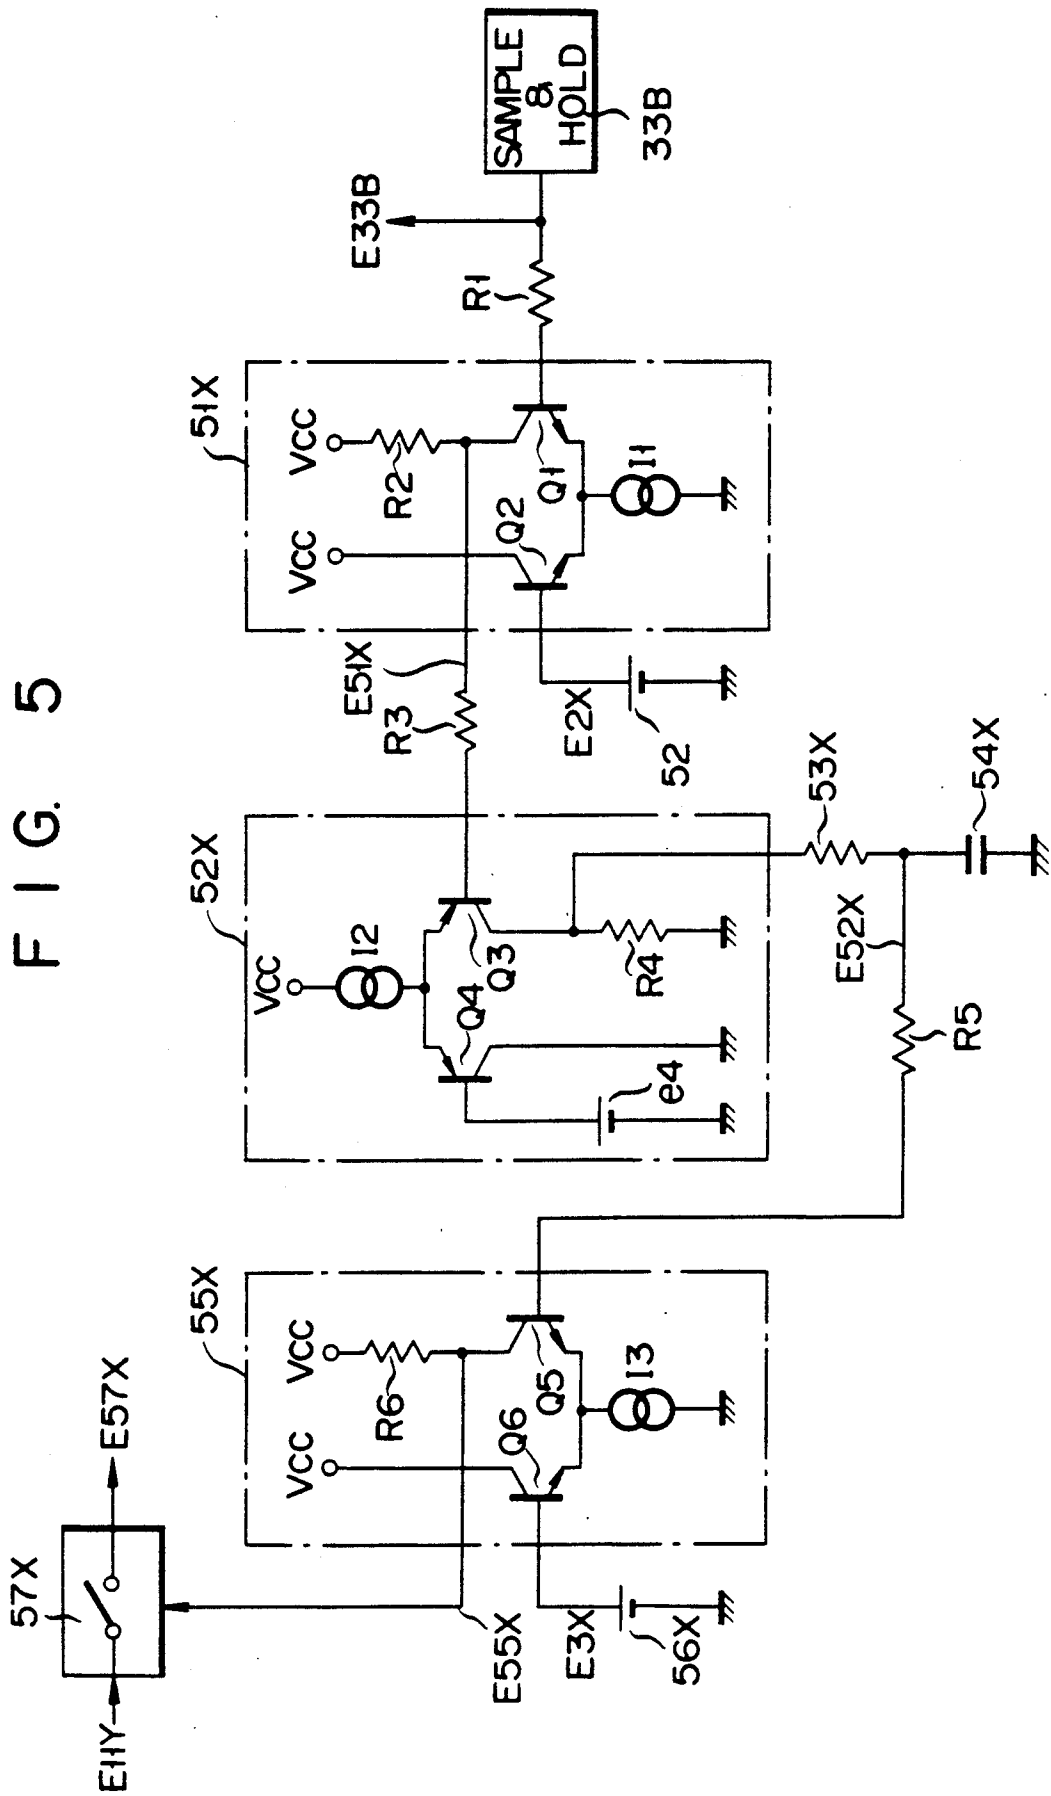 FIG. 5
E11Y
57X
E57X
55X
VCC
VCC
R6
Q6
Q5
I3
E55X
E3X
56X
52X
VCC
I2
Q4
Q3
e4
R4
R5
E52X
53X
54X
R3
E51X
51X
VCC
VCC
R2
Q2
Q1
I1
E2X
52
R1
E33B
SAMPLE
&
HOLD
33B